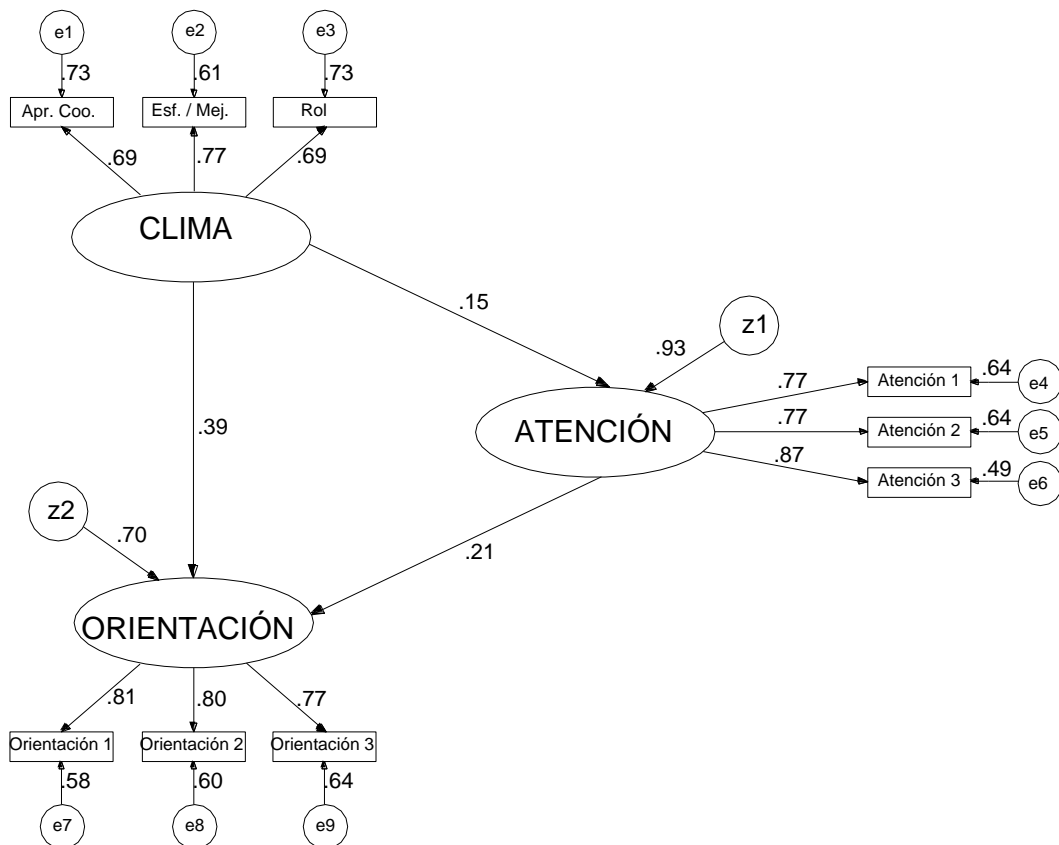 e1
e2
e3
.73
.61
.73
Apr. Coo.
Esf. / Mej.
Rol
.69
.77
.69
CLIMA
.15
z1
.93
.77
Atención 1
.64
e4
.39
ATENCIÓN
.77
Atención 2
.64
e5
.87
Atención 3
.49
e6
z2
.70
.21
ORIENTACIÓN
.81
.80
.77
Orientación 1
Orientación 2
Orientación 3
.58
.60
.64
e7
e8
e9